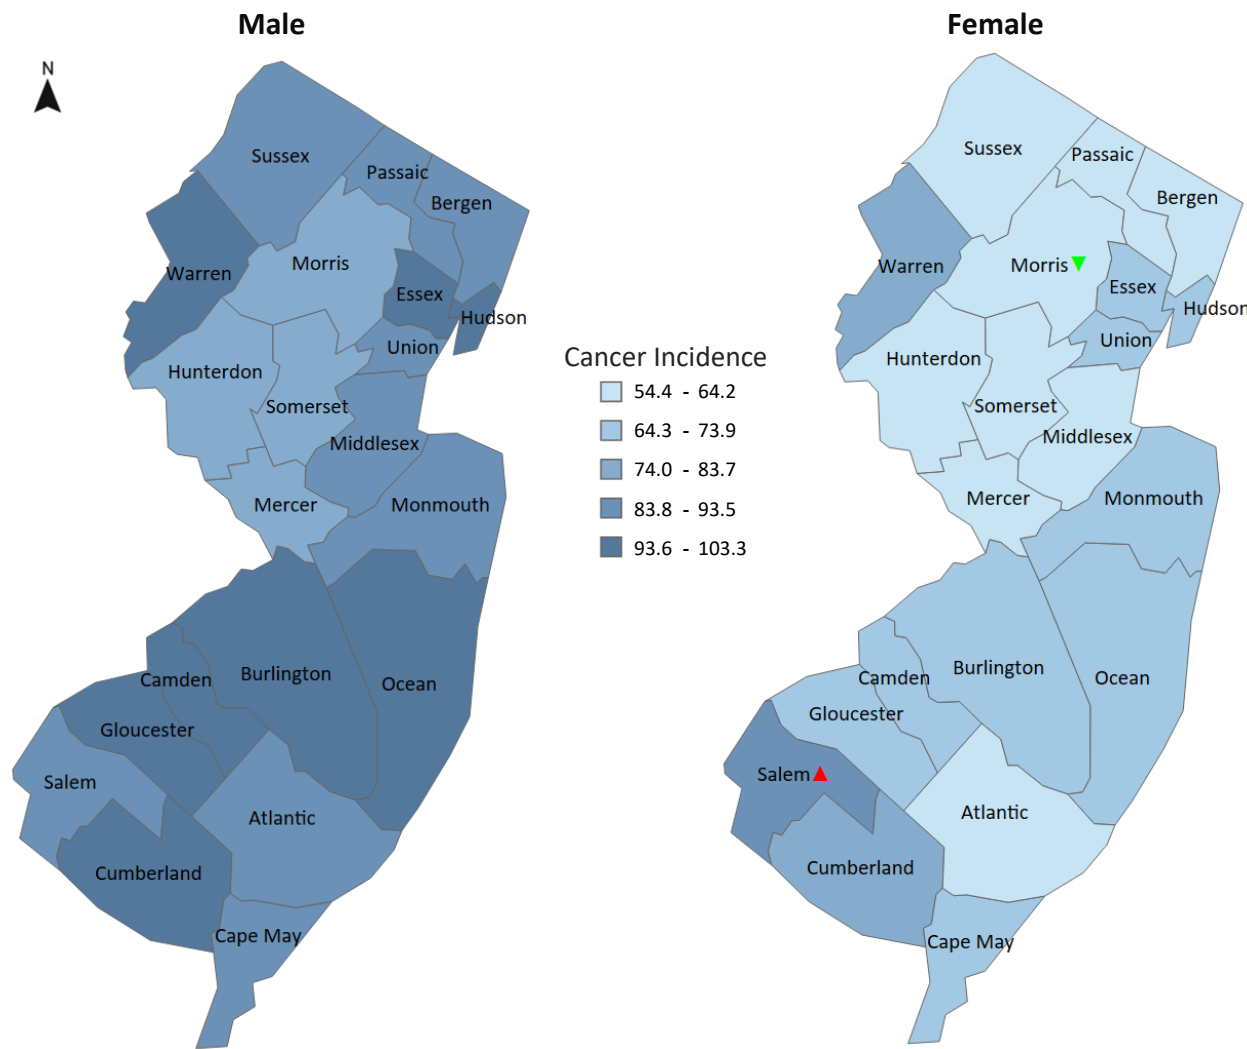 Male
N
Sussex
Passaic
Bergen
Warren
Morris
Essex
Hudson
Union
Hunterdon
Somerset
Middlesex
Mercer
Monmouth
Burlington
Camden
Ocean
Gloucester
Salem
Atlantic
Cumberland
Cape May
Cancer Incidence
54.4 - 64.2
64.3 - 73.9
74.0 - 83.7
83.8 - 93.5
93.6 - 103.3
Female
Sussex
Passaic
Bergen
Warren
Morris
Essex
Hudson
Union
Hunterdon
Somerset
Middlesex
Mercer
Monmouth
Burlington
Camden
Ocean
Gloucester
Salem
Atlantic
Cumberland
Cape May